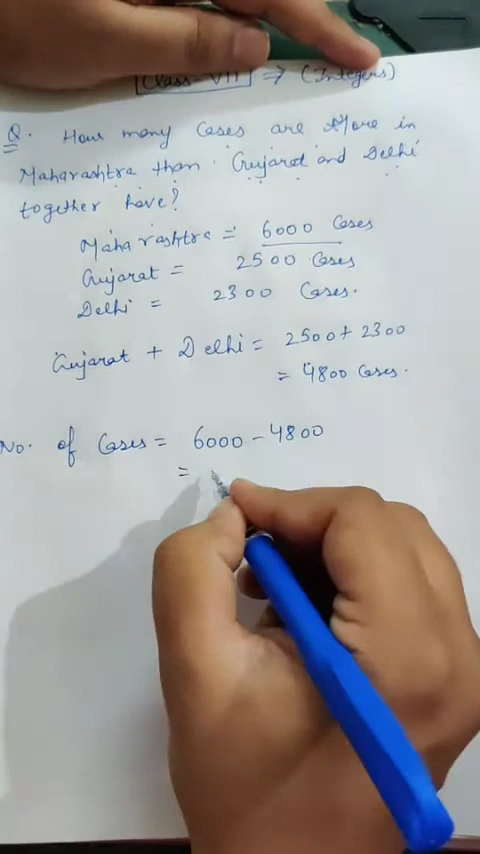 Class-VII ⇒ (Integers)
Q. How many Cases are More in
Maharashtra than Gujarat and Delhi
together have?
Maharashtra = 6000 Cases
Gujarat = 2500 Cases
Delhi = 2300 Cases.
Gujarat + Delhi = 2500 + 2300
= 4800 Cases.
No. of Cases = 6000 - 4800
=